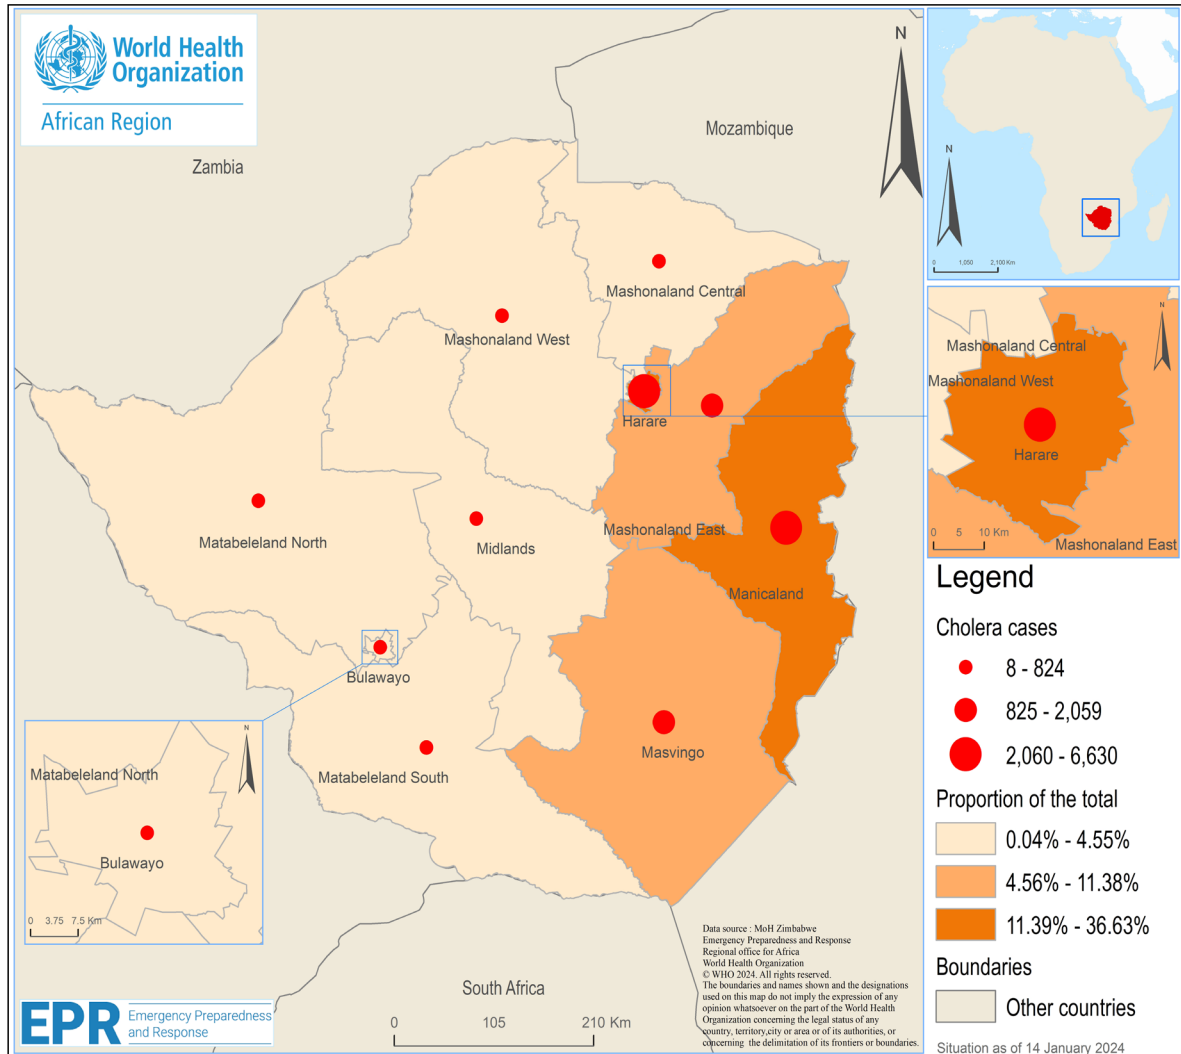 World Health
Organization
African Region
N
Mozambique
Zambia
Mashonaland Central
Mashonaland West
Harare
Mashonaland East
Matabeleland North
Midlands
Manicaland
Bulawayo
Masvingo
Matabeleland South
South Africa
0 105 210 Km
N
Matabeleland North
Bulawayo
0 3.75 7.5 Km
EPR
Emergency Preparedness
and Response
Data source : MoH Zimbabwe
Emergency Preparedness and Response
Regional office for Africa
World Health Organization
© WHO 2024. All rights reserved.
The boundaries and names shown and the designations
used on this map do not imply the expression of any
opinion whatsoever on the part of the World Health
Organization concerning the legal status of any
country, territory,city or area or of its authorities, or
concerning the delimitation of its frontiers or boundaries.
N
0 1,050 2,100 Km
N
Mashonaland Central
Mashonaland West
Harare
0 5 10 Km
Mashonaland East
Legend
Cholera cases
8 - 824
825 - 2,059
2,060 - 6,630
Proportion of the total
0.04% - 4.55%
4.56% - 11.38%
11.39% - 36.63%
Boundaries
Other countries
Situation as of 14 January 2024